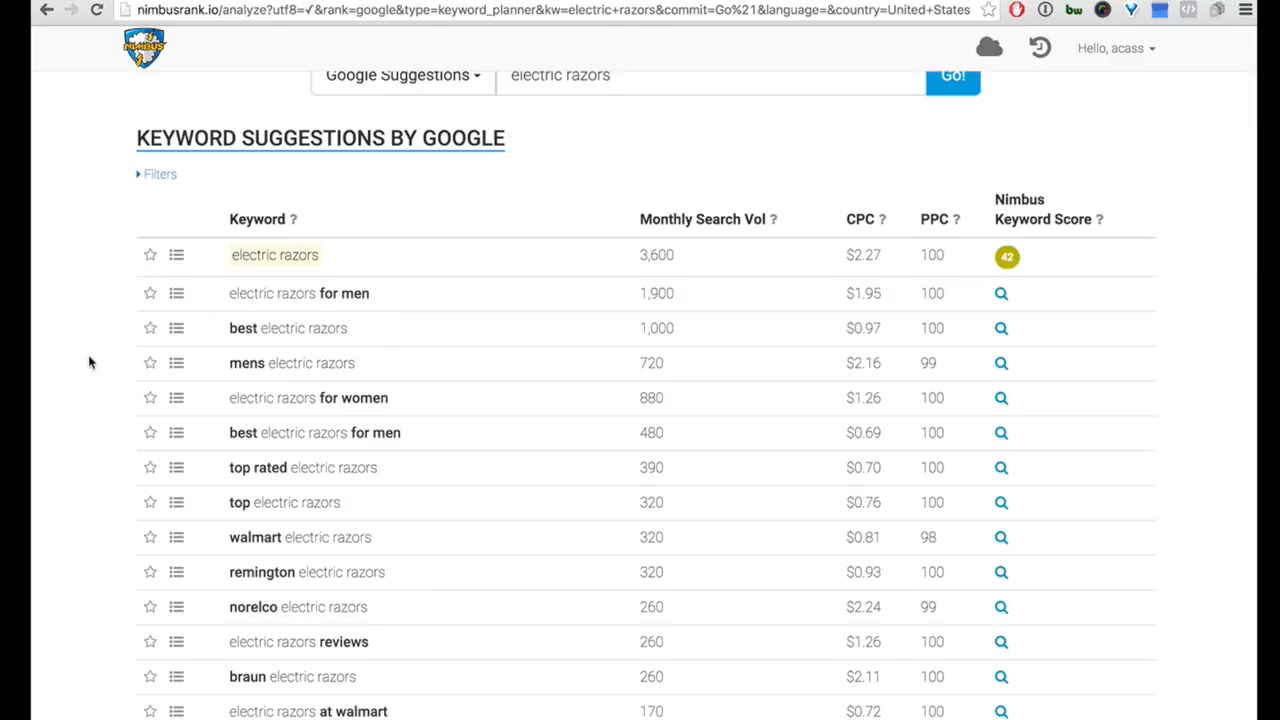 nimbusrank.io/analyze?utf8=✓&rank=google&type=keyword_planner&kw=electric+razors&commit=Go%21&language=&country=United+States
bw
NIMBUS
Hello, acass
Google Suggestions electric razors Go!
KEYWORD SUGGESTIONS BY GOOGLE
Filters
Nimbus
Keyword ? Monthly Search Vol ? CPC ? PPC ? Keyword Score ?
electric razors 3,600 $2.27 100 42
electric razors for men 1,900 $1.95 100
best electric razors 1,000 $0.97 100
mens electric razors 720 $2.16 99
electric razors for women 880 $1.26 100
best electric razors for men 480 $0.69 100
top rated electric razors 390 $0.70 100
top electric razors 320 $0.76 100
walmart electric razors 320 $0.81 98
remington electric razors 320 $0.93 100
norelco electric razors 260 $2.24 99
electric razors reviews 260 $1.26 100
braun electric razors 260 $2.11 100
electric razors at walmart 170 $0.72 100